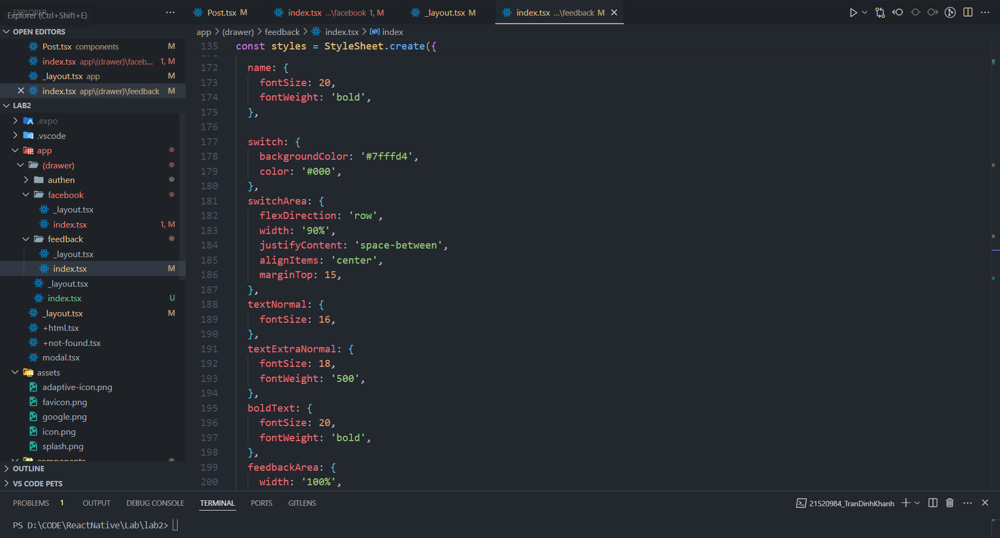 EXPLORER
Explorer (Ctrl+Shift+E)
Post.tsx M
index.tsx ...\facebook 1, M
_layout.tsx M
index.tsx ...\feedback M
OPEN EDITORS
Post.tsx components M
index.tsx app\(drawer)\faceb... 1, M
_layout.tsx app M
index.tsx app\(drawer)\feedback M
LAB2
.expo
.vscode
app
(drawer)
authen
facebook
_layout.tsx
index.tsx 1, M
feedback
_layout.tsx
index.tsx M
_layout.tsx
index.tsx U
_layout.tsx M
+html.tsx
+not-found.tsx
modal.tsx
assets
adaptive-icon.png
favicon.png
google.png
icon.png
splash.png
components
OUTLINE
VS CODE PETS
app > (drawer) > feedback > index.tsx > index
135 const styles = StyleSheet.create({
171
172 name: {
173 fontSize: 20,
174 fontWeight: 'bold',
175 },
176
177 switch: {
178 backgroundColor: '#7fffd4',
179 color: '#000',
180 },
181 switchArea: {
182 flexDirection: 'row',
183 width: '90%',
184 justifyContent: 'space-between',
185 alignItems: 'center',
186 marginTop: 15,
187 },
188 textNormal: {
189 fontSize: 16,
190 },
191 textExtraNormal: {
192 fontSize: 18,
193 fontWeight: '500',
194 },
195 boldText: {
196 fontSize: 20,
197 fontWeight: 'bold',
198 },
199 feedbackArea: {
200 width: '100%',
PROBLEMS 1 OUTPUT DEBUG CONSOLE TERMINAL PORTS GITLENS
21520984_TranDinhKhanh
PS D:\CODE\ReactNative\Lab\lab2>